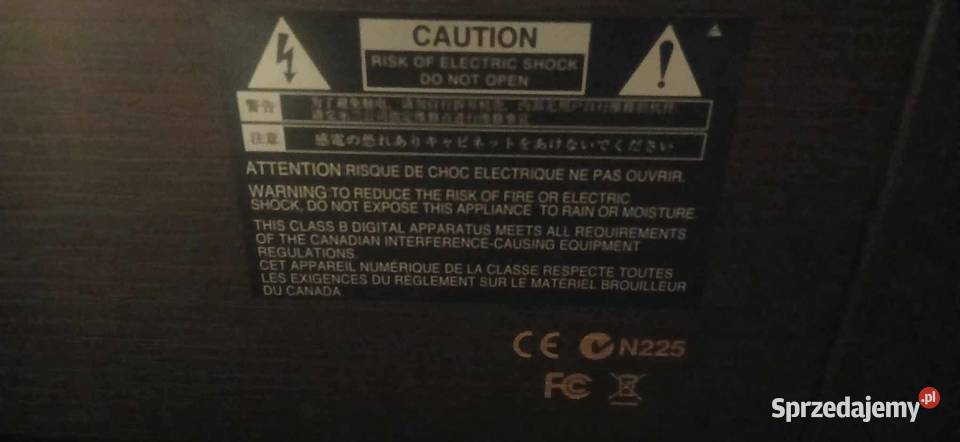 CAUTION
RISK OF ELECTRIC SHOCK
DO NOT OPEN
警告
注意 感電の恐れありキャビネットをあけないでください
ATTENTION:RISQUE DE CHOC ELECTRIQUE NE PAS OUVRIR.
WARNING:TO REDUCE THE RISK OF FIRE OR ELECTRIC
SHOCK, DO NOT EXPOSE THIS APPLIANCE TO RAIN OR MOISTURE
THIS CLASS B DIGITAL APPARATUS MEETS ALL REQUIREMENTS
OF THE CANADIAN INTERFERENCE-CAUSING EQUIPMENT
REGULATIONS.
CET APPAREIL NUMÉRIQUE DE LA CLASSE RESPECTE TOUTES
LES EXIGENCES DU REGLEMENT SUR LE MATÉRIEL BROUILLEUR
DU CANADA.
CE N225
FC
Sprzedajemy.pl